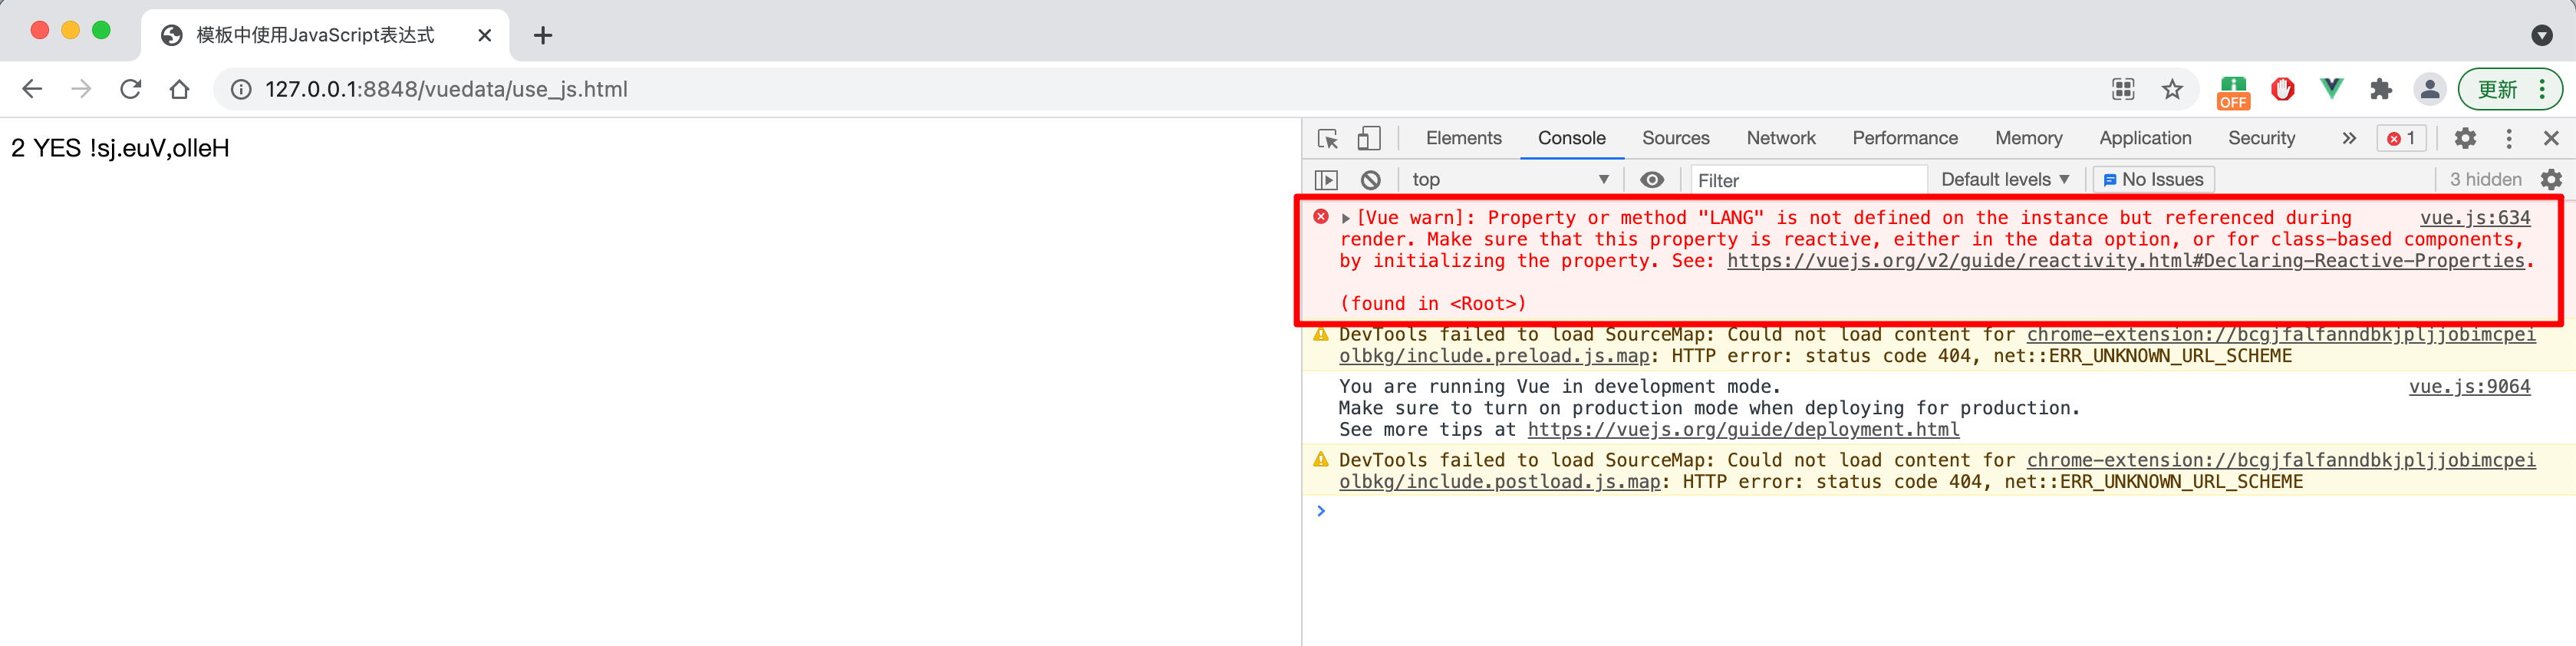 模板中使用JavaScript表达式
127.0.0.1:8848/vuedata/use_js.html
OFF
更新
2 YES !sj.euV,olleH
Elements Console Sources Network Performance Memory Application Security 1
top Filter Default levels No Issues 3 hidden
[Vue warn]: Property or method "LANG" is not defined on the instance but referenced during vue.js:634
render. Make sure that this property is reactive, either in the data option, or for class-based components,
by initializing the property. See: https://vuejs.org/v2/guide/reactivity.html#Declaring-Reactive-Properties.
(found in <Root>)
DevTools failed to load SourceMap: Could not load content for chrome-extension://bcgjfalfanndbkjpljjobimcpei
olbkg/include.preload.js.map: HTTP error: status code 404, net::ERR_UNKNOWN_URL_SCHEME
You are running Vue in development mode. vue.js:9064
Make sure to turn on production mode when deploying for production.
See more tips at https://vuejs.org/guide/deployment.html
DevTools failed to load SourceMap: Could not load content for chrome-extension://bcgjfalfanndbkjpljjobimcpei
olbkg/include.postload.js.map: HTTP error: status code 404, net::ERR_UNKNOWN_URL_SCHEME